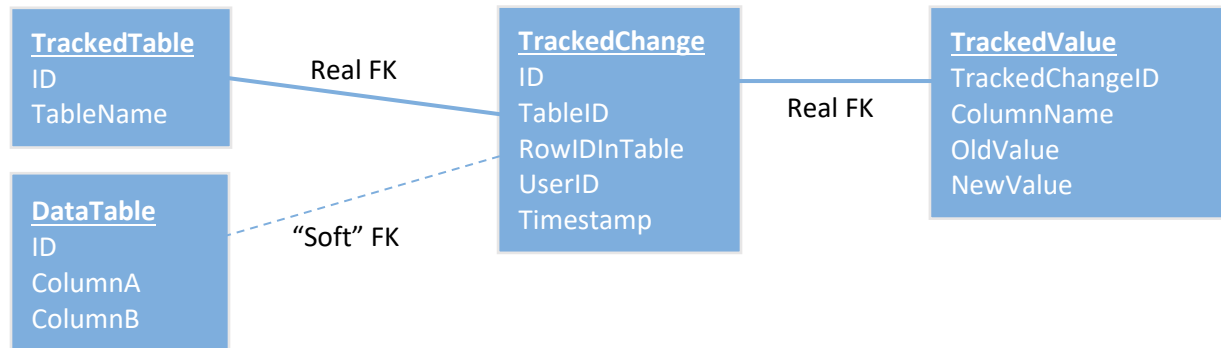 TrackedTable
ID
TableName
Real FK
TrackedChange
ID
TableID
RowIDInTable
UserID
Timestamp
Real FK
TrackedValue
TrackedChangeID
ColumnName
OldValue
NewValue
DataTable
ID
ColumnA
ColumnB
“Soft” FK